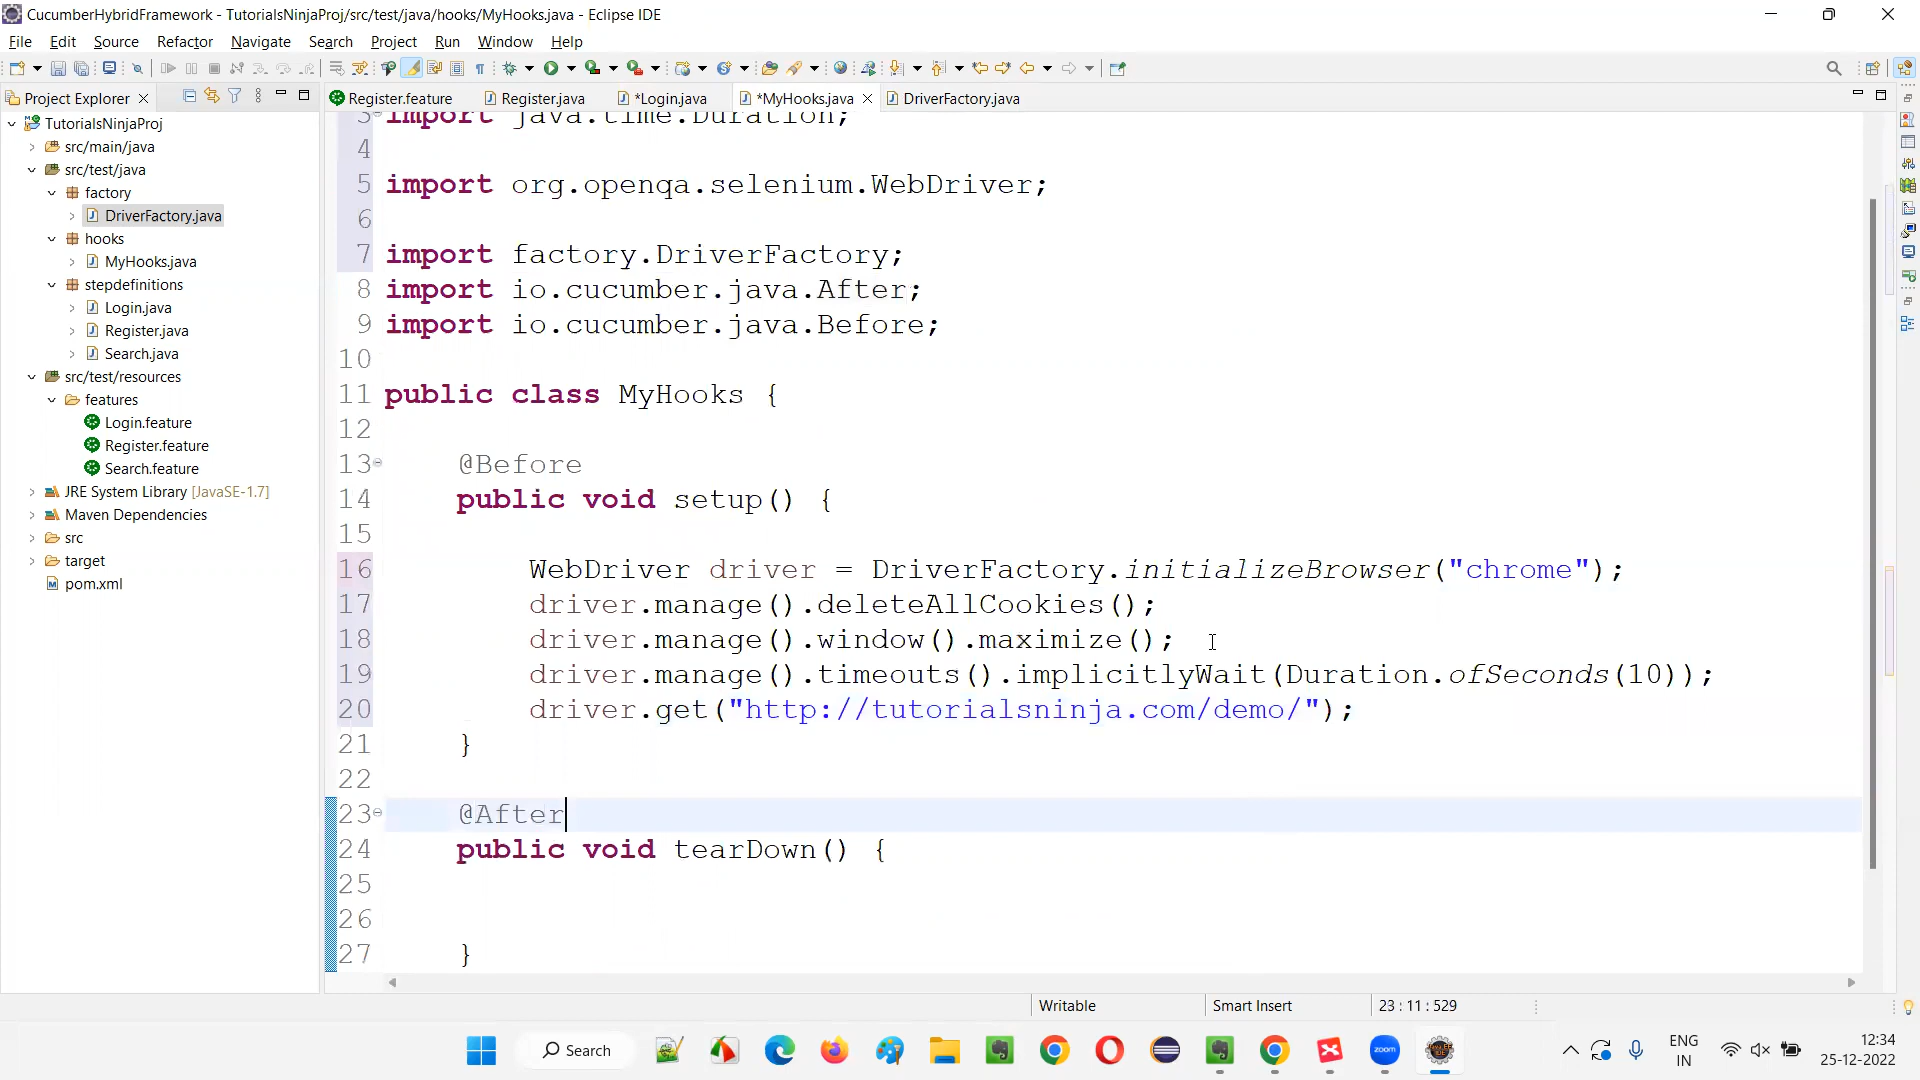 CucumberHybridFramework - TutorialsNinjaProj/src/test/java/hooks/MyHooks.java - Eclipse IDE
File Edit Source Refactor Navigate Search Project Run Window Help
Project Explorer
Register.feature Register.java *Login.java *MyHooks.java DriverFactory.java
TutorialsNinjaProj
src/main/java
src/test/java
factory
DriverFactory.java
hooks
MyHooks.java
stepdefinitions
Login.java
Register.java
Search.java
src/test/resources
features
Login.feature
Register.feature
Search.feature
JRE System Library [JavaSE-1.7]
Maven Dependencies
src
target
pom.xml
3 import java.time.Duration;
4
5 import org.openqa.selenium.WebDriver;
6
7 import factory.DriverFactory;
8 import io.cucumber.java.After;
9 import io.cucumber.java.Before;
10
11 public class MyHooks {
12
13 @Before
14 public void setup() {
15
16 WebDriver driver = DriverFactory.initializeBrowser("chrome");
17 driver.manage().deleteAllCookies();
18 driver.manage().window().maximize();
19 driver.manage().timeouts().implicitlyWait(Duration.ofSeconds(10));
20 driver.get("http://tutorialsninja.com/demo/");
21 }
22
23 @After
24 public void tearDown() {
25
26
27 }
Writable Smart Insert 23 : 11 : 529
Search
zoom
ENG
IN
12:34
25-12-2022